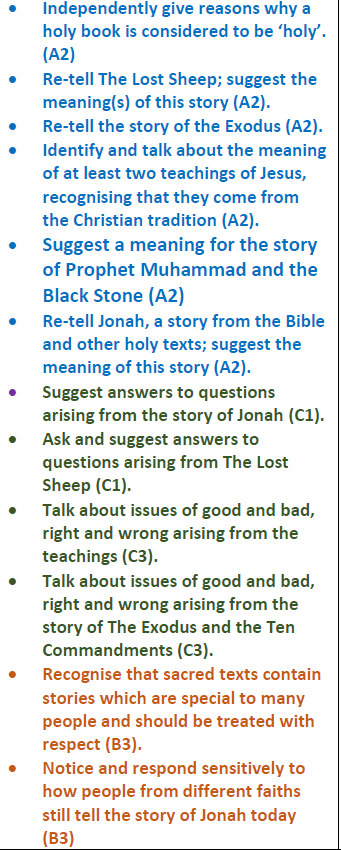 • Independently give reasons why a
holy book is considered to be ‘holy’.
(A2)
• Re-tell The Lost Sheep; suggest the
meaning(s) of this story (A2).
• Re-tell the story of the Exodus (A2).
• Identify and talk about the meaning
of at least two teachings of Jesus,
recognising that they come from
the Christian tradition (A2).
• Suggest a meaning for the story
of Prophet Muhammad and the
Black Stone (A2)
• Re-tell Jonah, a story from the Bible
and other holy texts; suggest the
meaning of this story (A2).
• Suggest answers to questions
arising from the story of Jonah (C1).
• Ask and suggest answers to
questions arising from The Lost
Sheep (C1).
• Talk about issues of good and bad,
right and wrong arising from the
teachings (C3).
• Talk about issues of good and bad,
right and wrong arising from the
story of The Exodus and the Ten
Commandments (C3).
• Recognise that sacred texts contain
stories which are special to many
people and should be treated with
respect (B3).
• Notice and respond sensitively to
how people from different faiths
still tell the story of Jonah today
(B3)